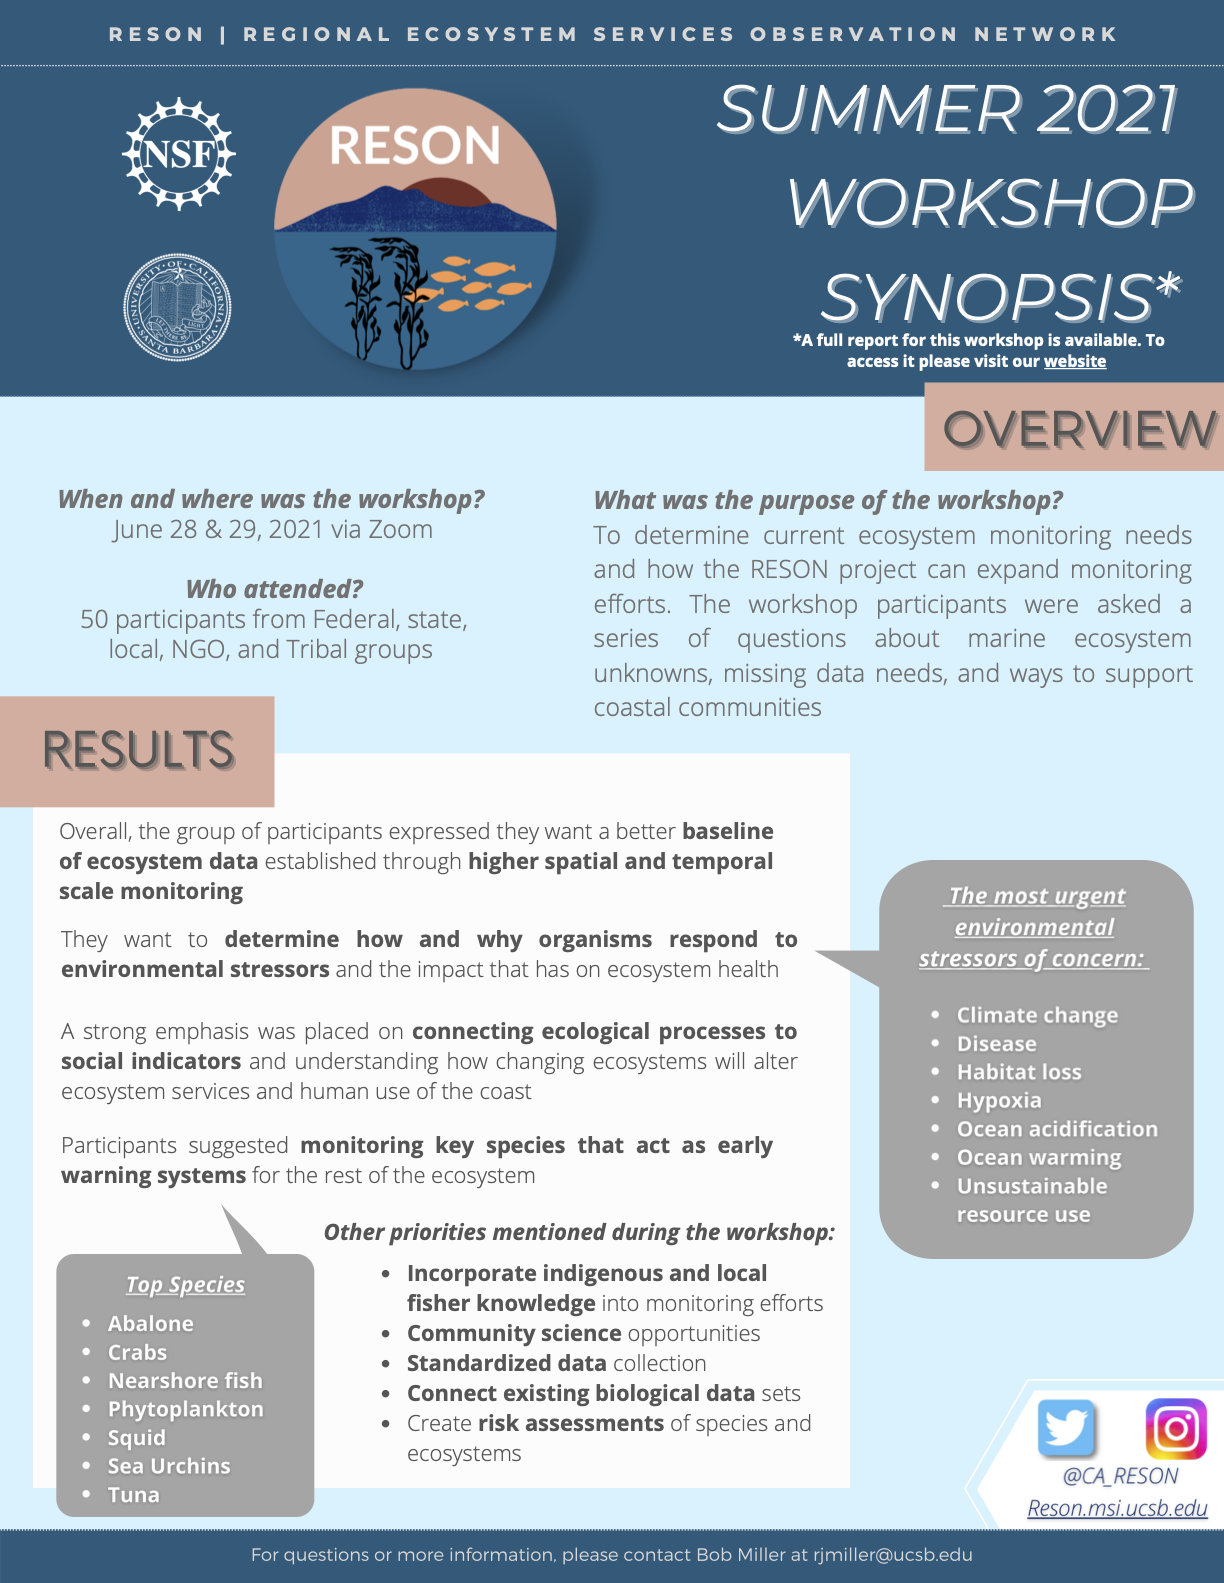 RESON | REGIONAL ECOSYSTEM SERVICES OBSERVATION NETWORK
NSF
RESON
UNIVERSITY OF CALIFORNIA
SANTA BARBARA
SUMMER 2021
WORKSHOP
SYNOPSIS*
*A full report for this workshop is available. To
access it please visit our website
OVERVIEW
When and where was the workshop?
June 28 & 29, 2021 via Zoom
Who attended?
50 participants from Federal, state,
local, NGO, and Tribal groups
What was the purpose of the workshop?
To determine current ecosystem monitoring needs
and how the RESON project can expand monitoring
efforts. The workshop participants were asked a
series of questions about marine ecosystem
unknowns, missing data needs, and ways to support
coastal communities
RESULTS
Overall, the group of participants expressed they want a better baseline
of ecosystem data established through higher spatial and temporal
scale monitoring
They want to determine how and why organisms respond to
environmental stressors and the impact that has on ecosystem health
A strong emphasis was placed on connecting ecological processes to
social indicators and understanding how changing ecosystems will alter
ecosystem services and human use of the coast
Participants suggested monitoring key species that act as early
warning systems for the rest of the ecosystem
The most urgent
environmental
stressors of concern:
• Climate change
• Disease
• Habitat loss
• Hypoxia
• Ocean acidification
• Ocean warming
• Unsustainable
resource use
Top Species
• Abalone
• Crabs
• Nearshore fish
• Phytoplankton
• Squid
• Sea Urchins
• Tuna
Other priorities mentioned during the workshop:
• Incorporate indigenous and local
fisher knowledge into monitoring efforts
• Community science opportunities
• Standardized data collection
• Connect existing biological data sets
• Create risk assessments of species and
ecosystems
@CA_RESON
Reson.msi.ucsb.edu
For questions or more information, please contact Bob Miller at rjmiller@ucsb.edu